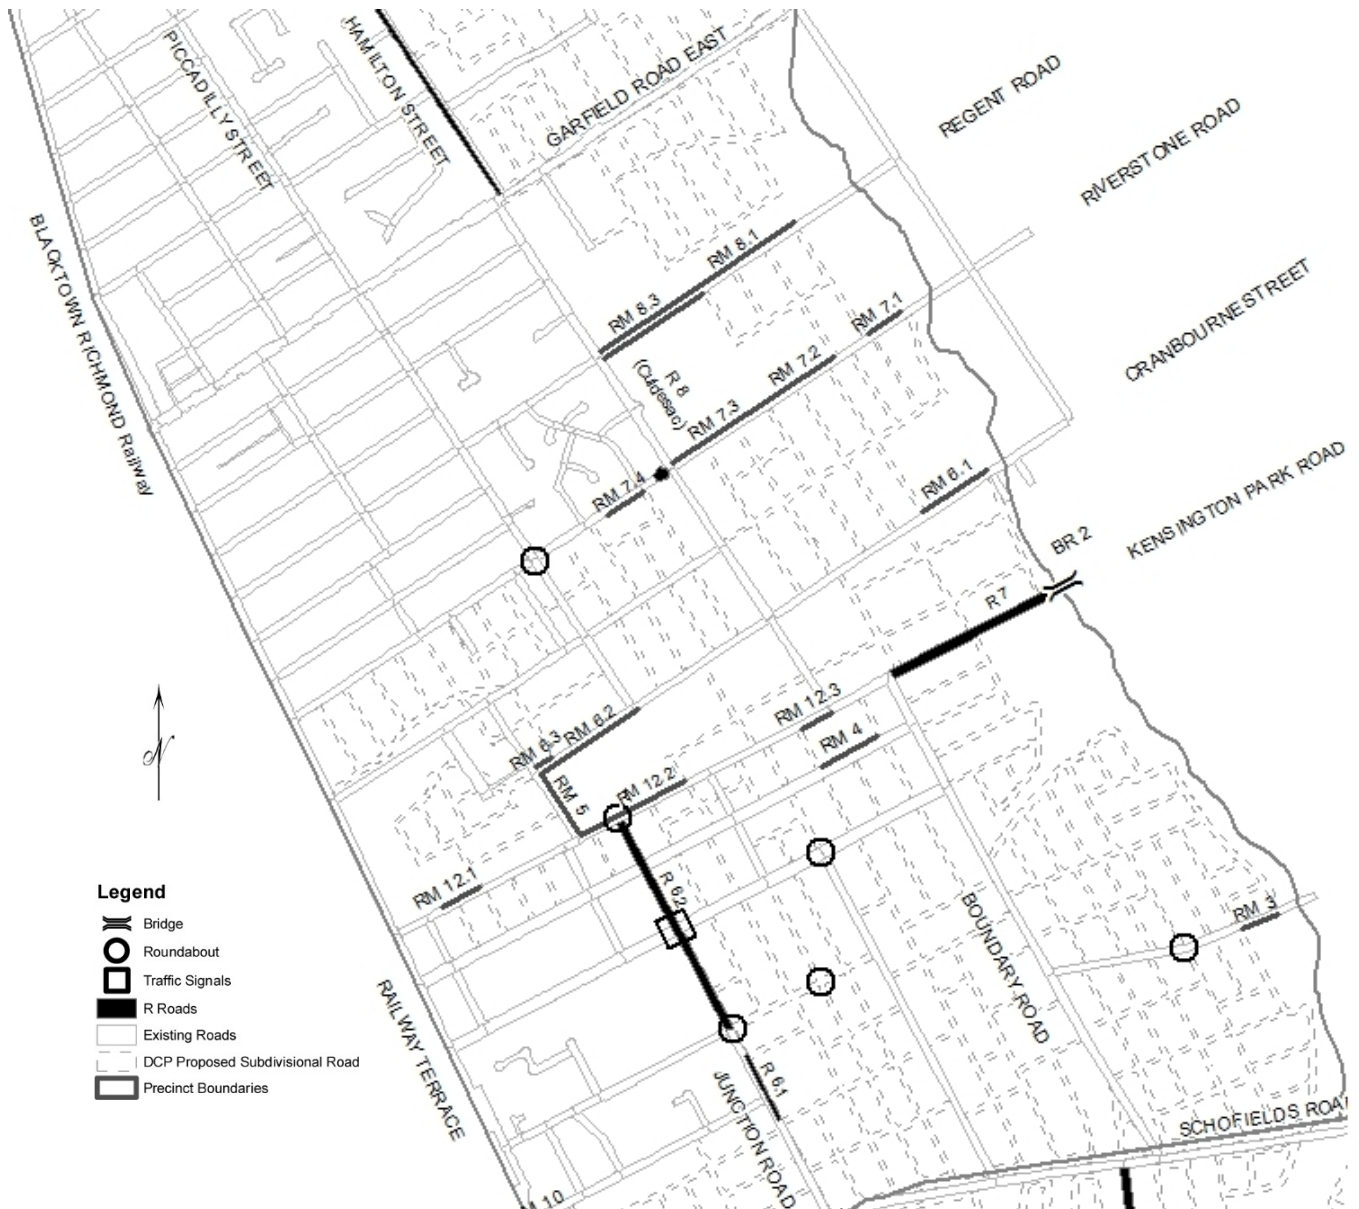 PICCADILLY STREET
HAMILTON STREET
GARFIELD ROAD EAST
REGENT ROAD
RIVERSTONE ROAD
BLACKTOWN RICHMOND Railway
RM 8.1
RM 8.3
RM 7.1
CRANBOURNE STREET
R 8
(Culdesac)
RM 7.2
RM 7.3
RM 7.4
RM 6.1
KENSINGTON PARK ROAD
BR 2
R 7
RM 12.3
RM 6.2
RM 6.3
RM 4
RM 5
RM 12.2
N
RM 12.1
R 6.2
RM 3
BOUNDARY ROAD
Legend
Bridge
Roundabout
Traffic Signals
R Roads
Existing Roads
DCP Proposed Subdivisional Road
Precinct Boundaries
RAILWAY TERRACE
R 6.1
JUNCTION ROAD
SCHOFIELDS ROA
10